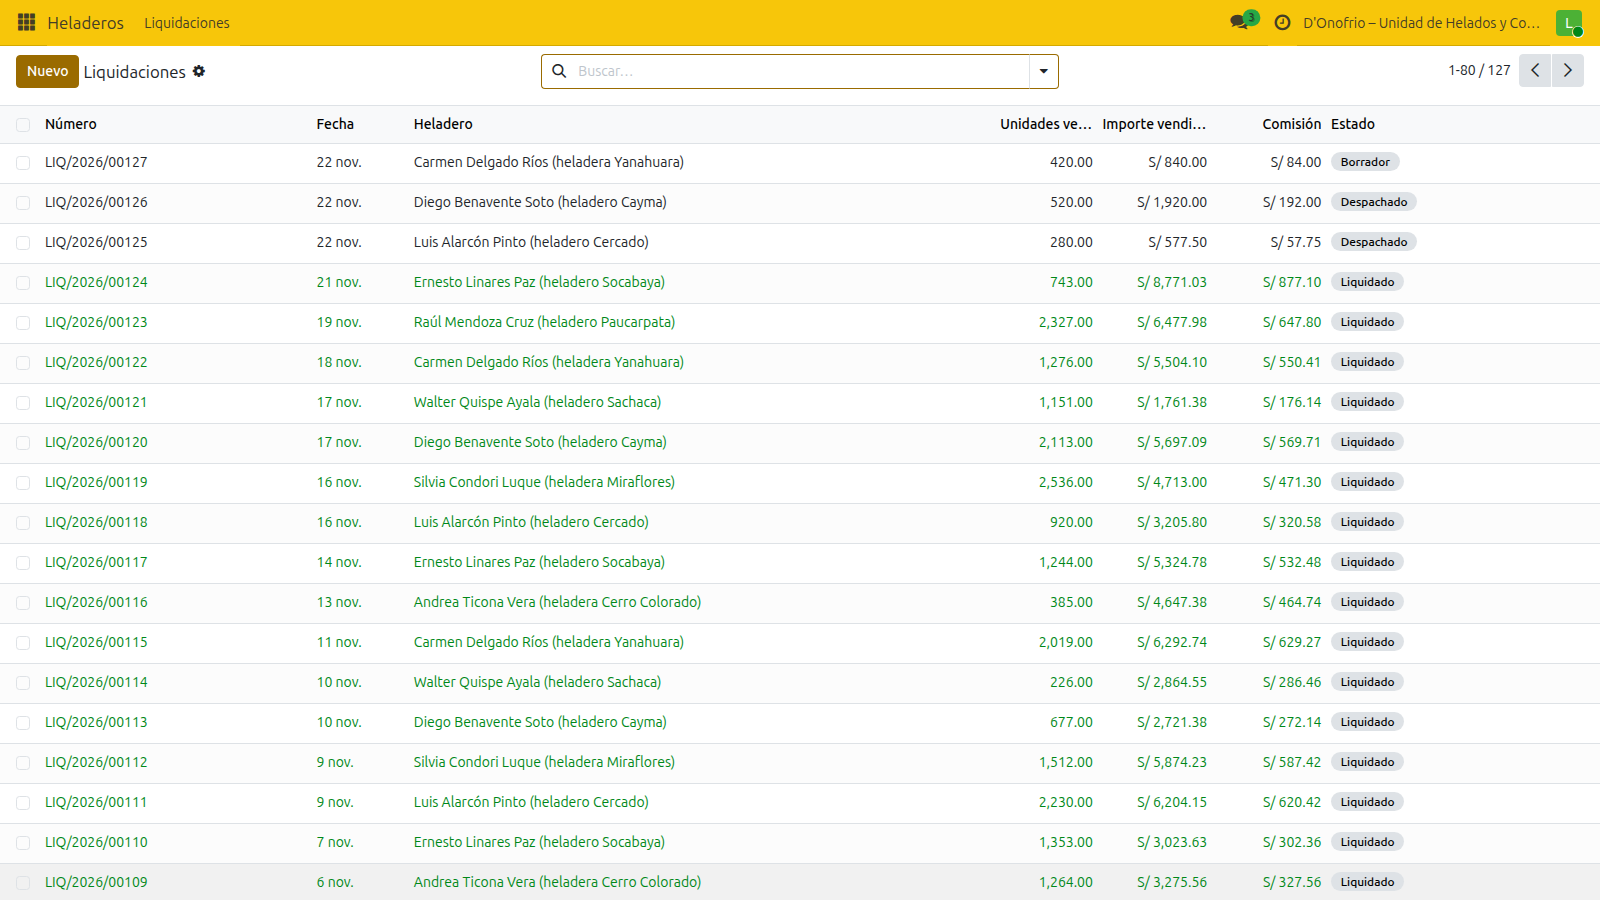 Heladeros Liquidaciones 3 D'Onofrio – Unidad de Helados y Co... L
Nuevo Liquidaciones Buscar... 1-80 / 127
Número Fecha Heladero Unidades ve... Importe vendi... Comisión Estado
LIQ/2026/00127 22 nov. Carmen Delgado Ríos (heladera Yanahuara) 420.00 S/ 840.00 S/ 84.00 Borrador
LIQ/2026/00126 22 nov. Diego Benavente Soto (heladero Cayma) 520.00 S/ 1,920.00 S/ 192.00 Despachado
LIQ/2026/00125 22 nov. Luis Alarcón Pinto (heladero Cercado) 280.00 S/ 577.50 S/ 57.75 Despachado
LIQ/2026/00124 21 nov. Ernesto Linares Paz (heladero Socabaya) 743.00 S/ 8,771.03 S/ 877.10 Liquidado
LIQ/2026/00123 19 nov. Raúl Mendoza Cruz (heladero Paucarpata) 2,327.00 S/ 6,477.98 S/ 647.80 Liquidado
LIQ/2026/00122 18 nov. Carmen Delgado Ríos (heladera Yanahuara) 1,276.00 S/ 5,504.10 S/ 550.41 Liquidado
LIQ/2026/00121 17 nov. Walter Quispe Ayala (heladero Sachaca) 1,151.00 S/ 1,761.38 S/ 176.14 Liquidado
LIQ/2026/00120 17 nov. Diego Benavente Soto (heladero Cayma) 2,113.00 S/ 5,697.09 S/ 569.71 Liquidado
LIQ/2026/00119 16 nov. Silvia Condori Luque (heladera Miraflores) 2,536.00 S/ 4,713.00 S/ 471.30 Liquidado
LIQ/2026/00118 16 nov. Luis Alarcón Pinto (heladero Cercado) 920.00 S/ 3,205.80 S/ 320.58 Liquidado
LIQ/2026/00117 14 nov. Ernesto Linares Paz (heladero Socabaya) 1,244.00 S/ 5,324.78 S/ 532.48 Liquidado
LIQ/2026/00116 13 nov. Andrea Ticona Vera (heladera Cerro Colorado) 385.00 S/ 4,647.38 S/ 464.74 Liquidado
LIQ/2026/00115 11 nov. Carmen Delgado Ríos (heladera Yanahuara) 2,019.00 S/ 6,292.74 S/ 629.27 Liquidado
LIQ/2026/00114 10 nov. Walter Quispe Ayala (heladero Sachaca) 226.00 S/ 2,864.55 S/ 286.46 Liquidado
LIQ/2026/00113 10 nov. Diego Benavente Soto (heladero Cayma) 677.00 S/ 2,721.38 S/ 272.14 Liquidado
LIQ/2026/00112 9 nov. Silvia Condori Luque (heladera Miraflores) 1,512.00 S/ 5,874.23 S/ 587.42 Liquidado
LIQ/2026/00111 9 nov. Luis Alarcón Pinto (heladero Cercado) 2,230.00 S/ 6,204.15 S/ 620.42 Liquidado
LIQ/2026/00110 7 nov. Ernesto Linares Paz (heladero Socabaya) 1,353.00 S/ 3,023.63 S/ 302.36 Liquidado
LIQ/2026/00109 6 nov. Andrea Ticona Vera (heladera Cerro Colorado) 1,264.00 S/ 3,275.56 S/ 327.56 Liquidado